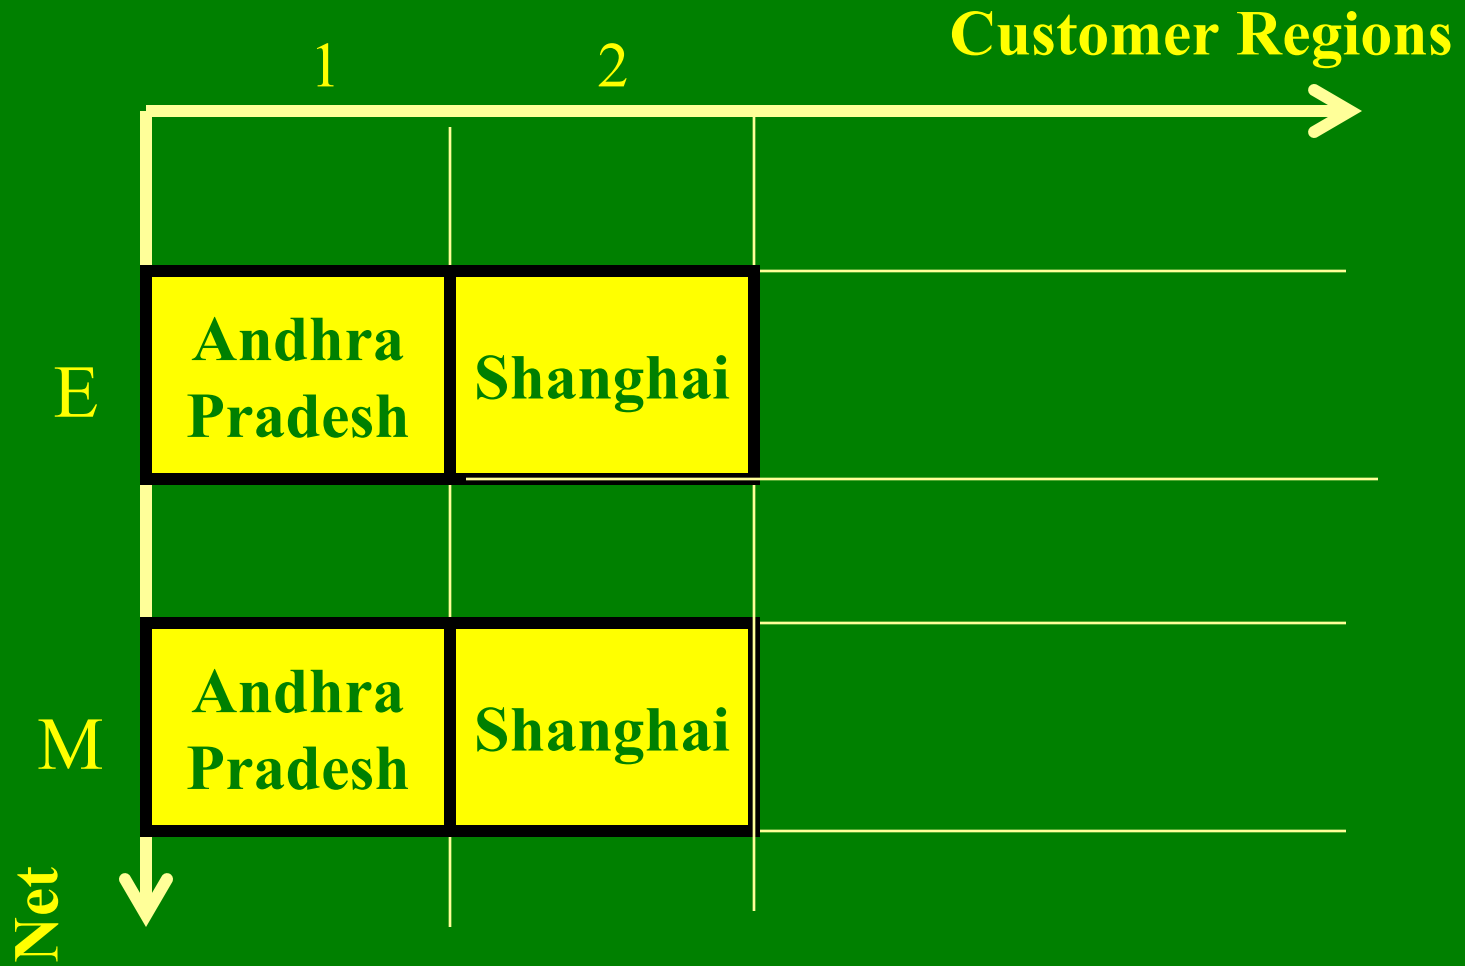 Customer Regions
1
2
E
Andhra
Pradesh
Shanghai
M
Andhra
Pradesh
Shanghai
Net